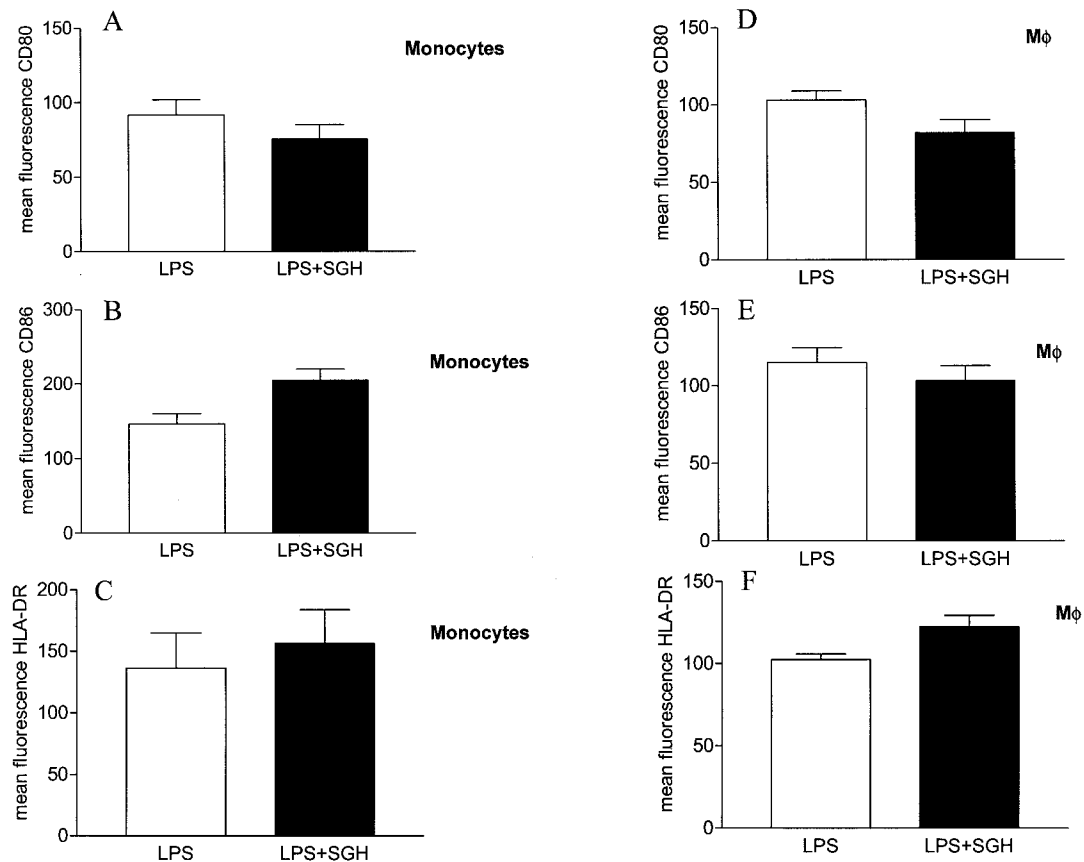 A
Monocytes
mean fluorescence CD80
150
100
50
0
LPS
LPS+SGH
B
Monocytes
mean fluorescence CD86
300
200
100
0
LPS
LPS+SGH
C
Monocytes
mean fluorescence HLA-DR
200
150
100
50
0
LPS
LPS+SGH
D
Mϕ
mean fluorescence CD80
150
100
50
0
LPS
LPS+SGH
E
Mϕ
mean fluorescence CD86
150
100
50
0
LPS
LPS+SGH
F
Mϕ
mean fluorescence HLA-DR
150
100
50
0
LPS
LPS+SGH